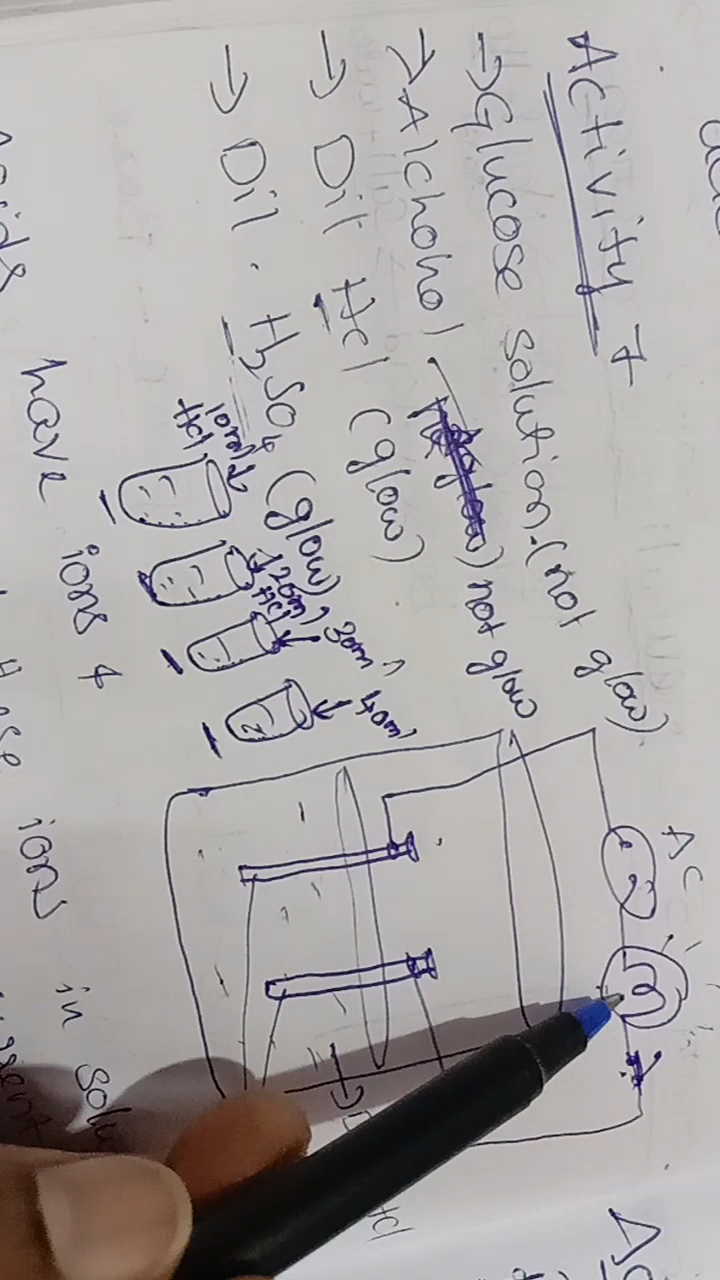 Activity 7
→ Glucose solution. (not glow)
→ Alchohol. not glow
→ Dil Hcl (glow)
→ Dil. H₂SO₄ (glow)
10ml Hcl
20ml Hcl
30ml
40ml
AC
have ions +
ions in solu